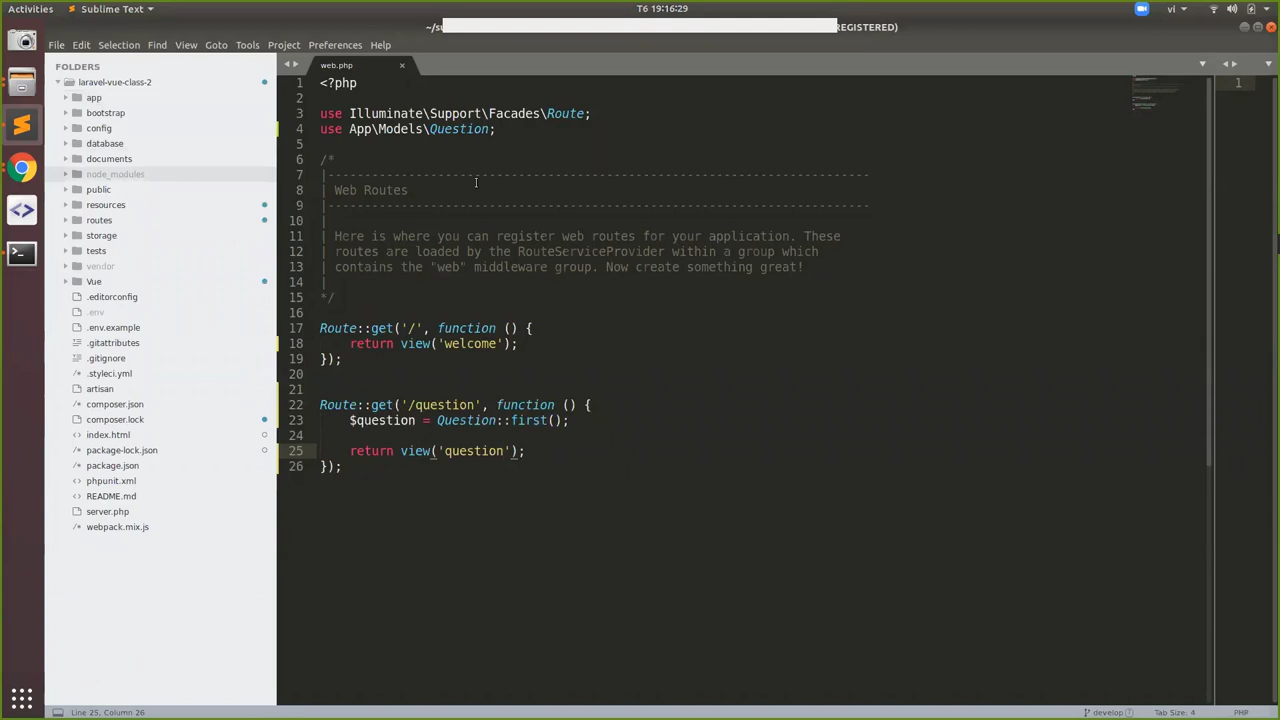 Activities
Sublime Text
T6 19:16:29
vi
~/su
REGISTERED)
File Edit Selection Find View Goto Tools Project Preferences Help
FOLDERS
laravel-vue-class-2
app
bootstrap
config
database
documents
node_modules
public
resources
routes
storage
tests
vendor
Vue
.editorconfig
.env
.env.example
.gitattributes
.gitignore
.styleci.yml
artisan
composer.json
composer.lock
index.html
package-lock.json
package.json
phpunit.xml
README.md
server.php
webpack.mix.js
web.php
1 <?php
2
3 use Illuminate\Support\Facades\Route;
4 use App\Models\Question;
5
6 /*
7 |--------------------------------------------------------------------------
8 | Web Routes
9 |--------------------------------------------------------------------------
10 |
11 | Here is where you can register web routes for your application. These
12 | routes are loaded by the RouteServiceProvider within a group which
13 | contains the "web" middleware group. Now create something great!
14 |
15 */
16
17 Route::get('/', function () {
18     return view('welcome');
19 });
20
21
22 Route::get('/question', function () {
23     $question = Question::first();
24
25     return view('question');
26 });
1
Line 25, Column 26
develop
Tab Size: 4
PHP